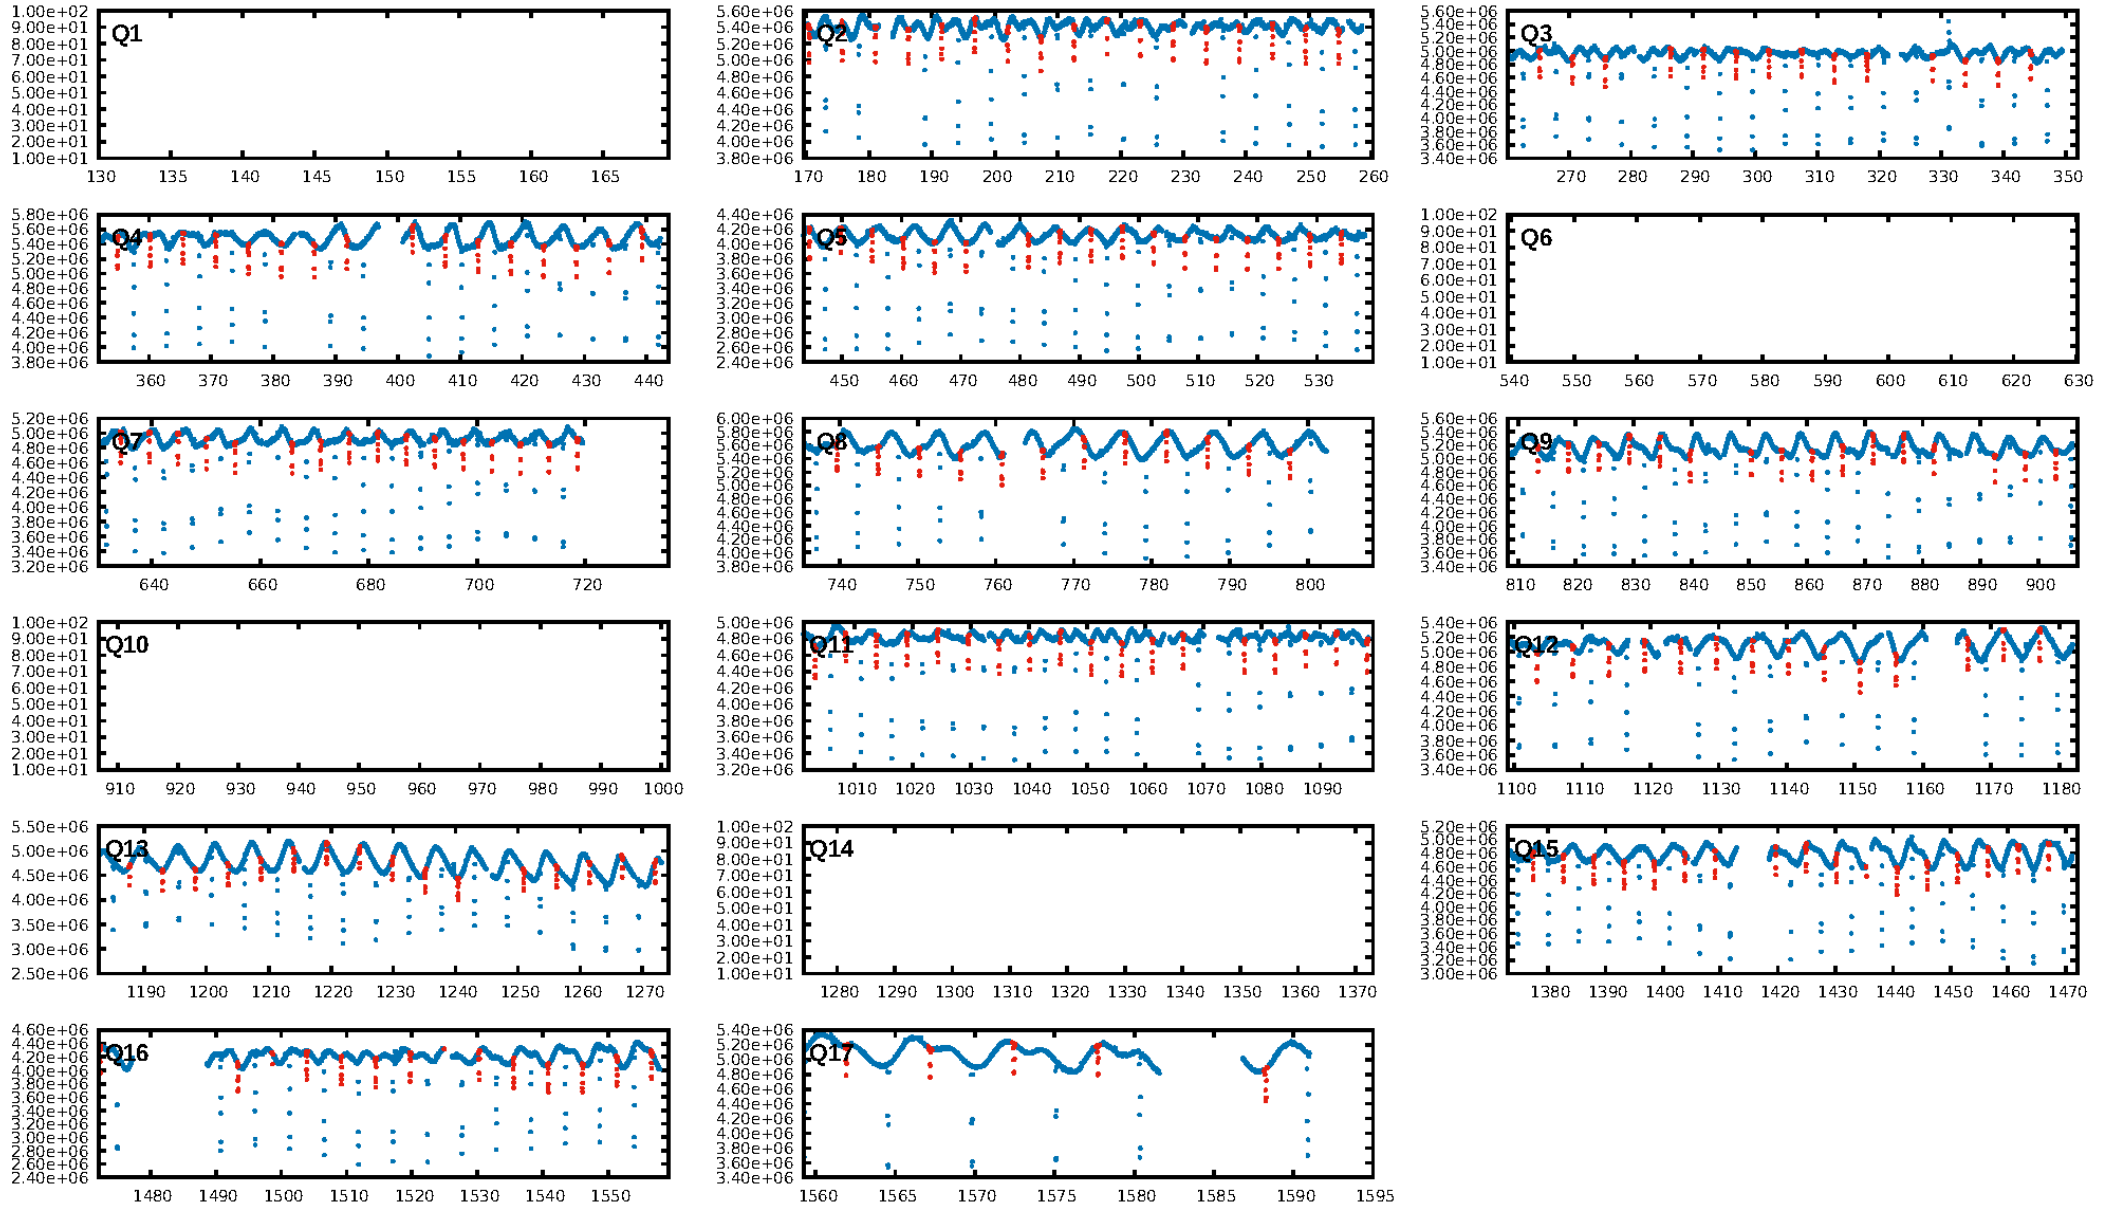 1.00e+02 9.00e+01 8.00e+01 7.00e+01 6.00e+01 5.00e+01 4.00e+01 3.00e+01 2.00e+01 1.00e+01
Q1
130 135 140 145 150 155 160 165
5.60e+06 5.40e+06 5.20e+06 5.00e+06 4.80e+06 4.60e+06 4.40e+06 4.20e+06 4.00e+06 3.80e+06
Q2
170 180 190 200 210 220 230 240 250 260
5.60e+06 5.40e+06 5.20e+06 5.00e+06 4.80e+06 4.60e+06 4.40e+06 4.20e+06 4.00e+06 3.80e+06 3.60e+06 3.40e+06
Q3
270 280 290 300 310 320 330 340 350
5.80e+06 5.60e+06 5.40e+06 5.20e+06 5.00e+06 4.80e+06 4.60e+06 4.40e+06 4.20e+06 4.00e+06 3.80e+06
Q4
360 370 380 390 400 410 420 430 440
4.40e+06 4.20e+06 4.00e+06 3.80e+06 3.60e+06 3.40e+06 3.20e+06 3.00e+06 2.80e+06 2.60e+06 2.40e+06
Q5
450 460 470 480 490 500 510 520 530
1.00e+02 9.00e+01 8.00e+01 7.00e+01 6.00e+01 5.00e+01 4.00e+01 3.00e+01 2.00e+01 1.00e+01
Q6
540 550 560 570 580 590 600 610 620 630
5.20e+06 5.00e+06 4.80e+06 4.60e+06 4.40e+06 4.20e+06 4.00e+06 3.80e+06 3.60e+06 3.40e+06 3.20e+06
Q7
640 660 680 700 720
6.00e+06 5.80e+06 5.60e+06 5.40e+06 5.20e+06 5.00e+06 4.80e+06 4.60e+06 4.40e+06 4.20e+06 4.00e+06 3.80e+06
Q8
740 750 760 770 780 790 800
5.60e+06 5.40e+06 5.20e+06 5.00e+06 4.80e+06 4.60e+06 4.40e+06 4.20e+06 4.00e+06 3.80e+06 3.60e+06 3.40e+06
Q9
810 820 830 840 850 860 870 880 890 900
1.00e+02 9.00e+01 8.00e+01 7.00e+01 6.00e+01 5.00e+01 4.00e+01 3.00e+01 2.00e+01 1.00e+01
Q10
910 920 930 940 950 960 970 980 990 1000
5.00e+06 4.80e+06 4.60e+06 4.40e+06 4.20e+06 4.00e+06 3.80e+06 3.60e+06 3.40e+06 3.20e+06
Q11
1010 1020 1030 1040 1050 1060 1070 1080 1090
5.40e+06 5.20e+06 5.00e+06 4.80e+06 4.60e+06 4.40e+06 4.20e+06 4.00e+06 3.80e+06 3.60e+06 3.40e+06
Q12
1100 1110 1120 1130 1140 1150 1160 1170 1180
5.50e+06 5.00e+06 4.50e+06 4.00e+06 3.50e+06 3.00e+06 2.50e+06
Q13
1190 1200 1210 1220 1230 1240 1250 1260 1270
1.00e+02 9.00e+01 8.00e+01 7.00e+01 6.00e+01 5.00e+01 4.00e+01 3.00e+01 2.00e+01 1.00e+01
Q14
1280 1290 1300 1310 1320 1330 1340 1350 1360 1370
5.20e+06 5.00e+06 4.80e+06 4.60e+06 4.40e+06 4.20e+06 4.00e+06 3.80e+06 3.60e+06 3.40e+06 3.20e+06 3.00e+06
Q15
1380 1390 1400 1410 1420 1430 1440 1450 1460 1470
4.60e+06 4.40e+06 4.20e+06 4.00e+06 3.80e+06 3.60e+06 3.40e+06 3.20e+06 3.00e+06 2.80e+06 2.60e+06 2.40e+06
Q16
1480 1490 1500 1510 1520 1530 1540 1550
5.40e+06 5.20e+06 5.00e+06 4.80e+06 4.60e+06 4.40e+06 4.20e+06 4.00e+06 3.80e+06 3.60e+06 3.40e+06
Q17
1560 1565 1570 1575 1580 1585 1590 1595